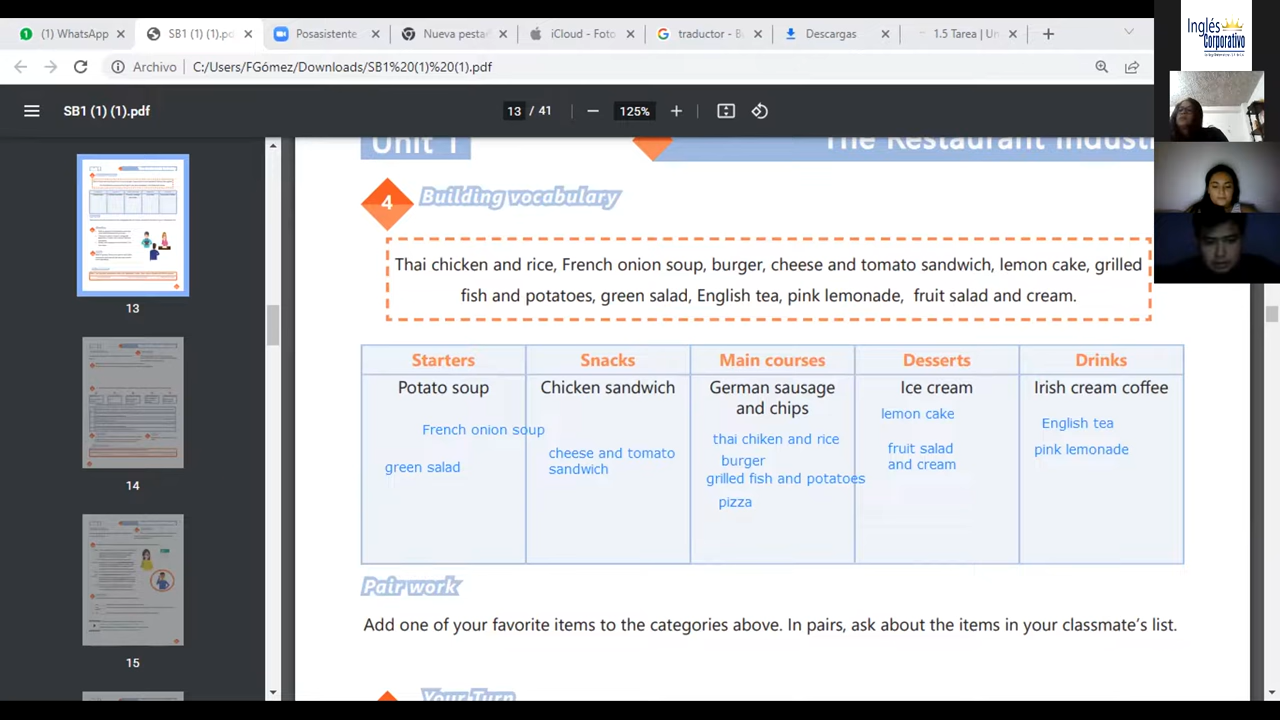 (1) WhatsApp
SB1 (1) (1).p
Posasistente
Nueva pesta
iCloud - Foto
traductor - B
Descargas
1.5 Tarea | Un
Archivo
C:/Users/FGómez/Downloads/SB1%20(1)%20(1).pdf
Inglés
Corporativo
SB1 (1) (1).pdf
13 / 41
125%
Unit 1
The Restaurant Indust
4
Building vocabulary
Thai chicken and rice, French onion soup, burger, cheese and tomato sandwich, lemon cake, grilled
fish and potatoes, green salad, English tea, pink lemonade, fruit salad and cream.
Starters
Snacks
Main courses
Desserts
Drinks
Potato soup
Chicken sandwich
German sausage
and chips
Ice cream
Irish cream coffee
French onion soup
green salad
cheese and tomato
sandwich
thai chiken and rice
burger
grilled fish and potatoes
pizza
lemon cake
fruit salad
and cream
English tea
pink lemonade
Pair work
Add one of your favorite items to the categories above. In pairs, ask about the items in your classmate's list.
Your Turn
13
14
15